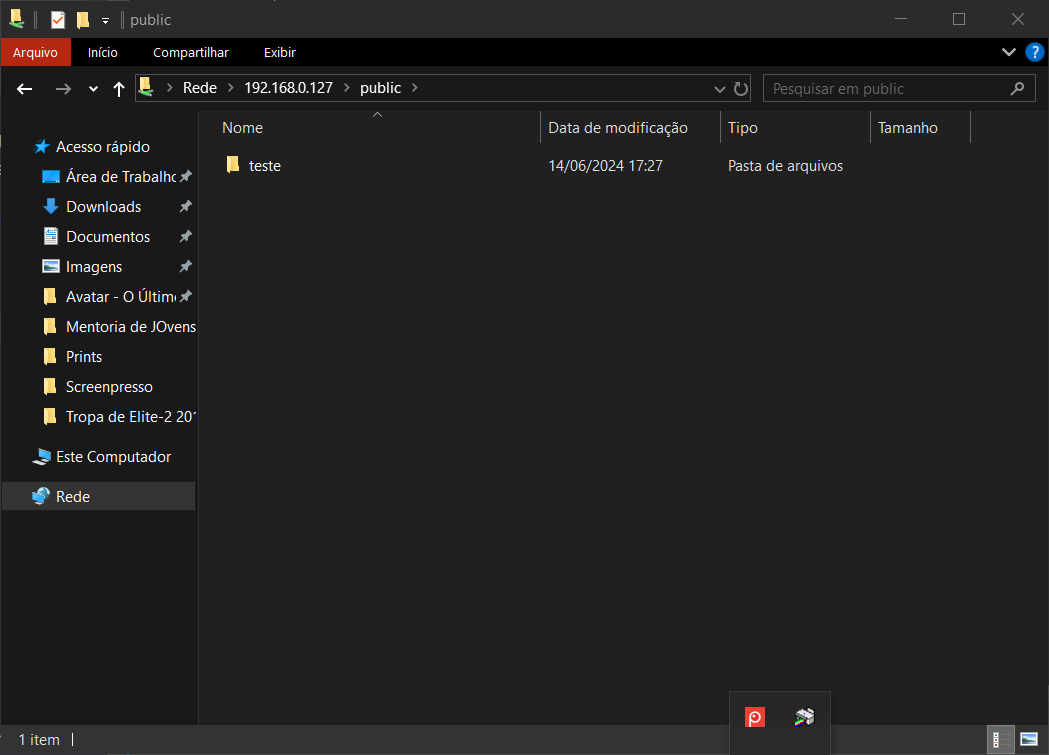 public
Arquivo Início Compartilhar Exibir
?
Rede 192.168.0.127 public
Pesquisar em public
Nome Data de modificação Tipo Tamanho
teste 14/06/2024 17:27 Pasta de arquivos
Acesso rápido
Área de Trabalho
Downloads
Documentos
Imagens
Avatar - O Últim
Mentoria de JOvens
Prints
Screenpresso
Tropa de Elite-2 201
Este Computador
Rede
1 item